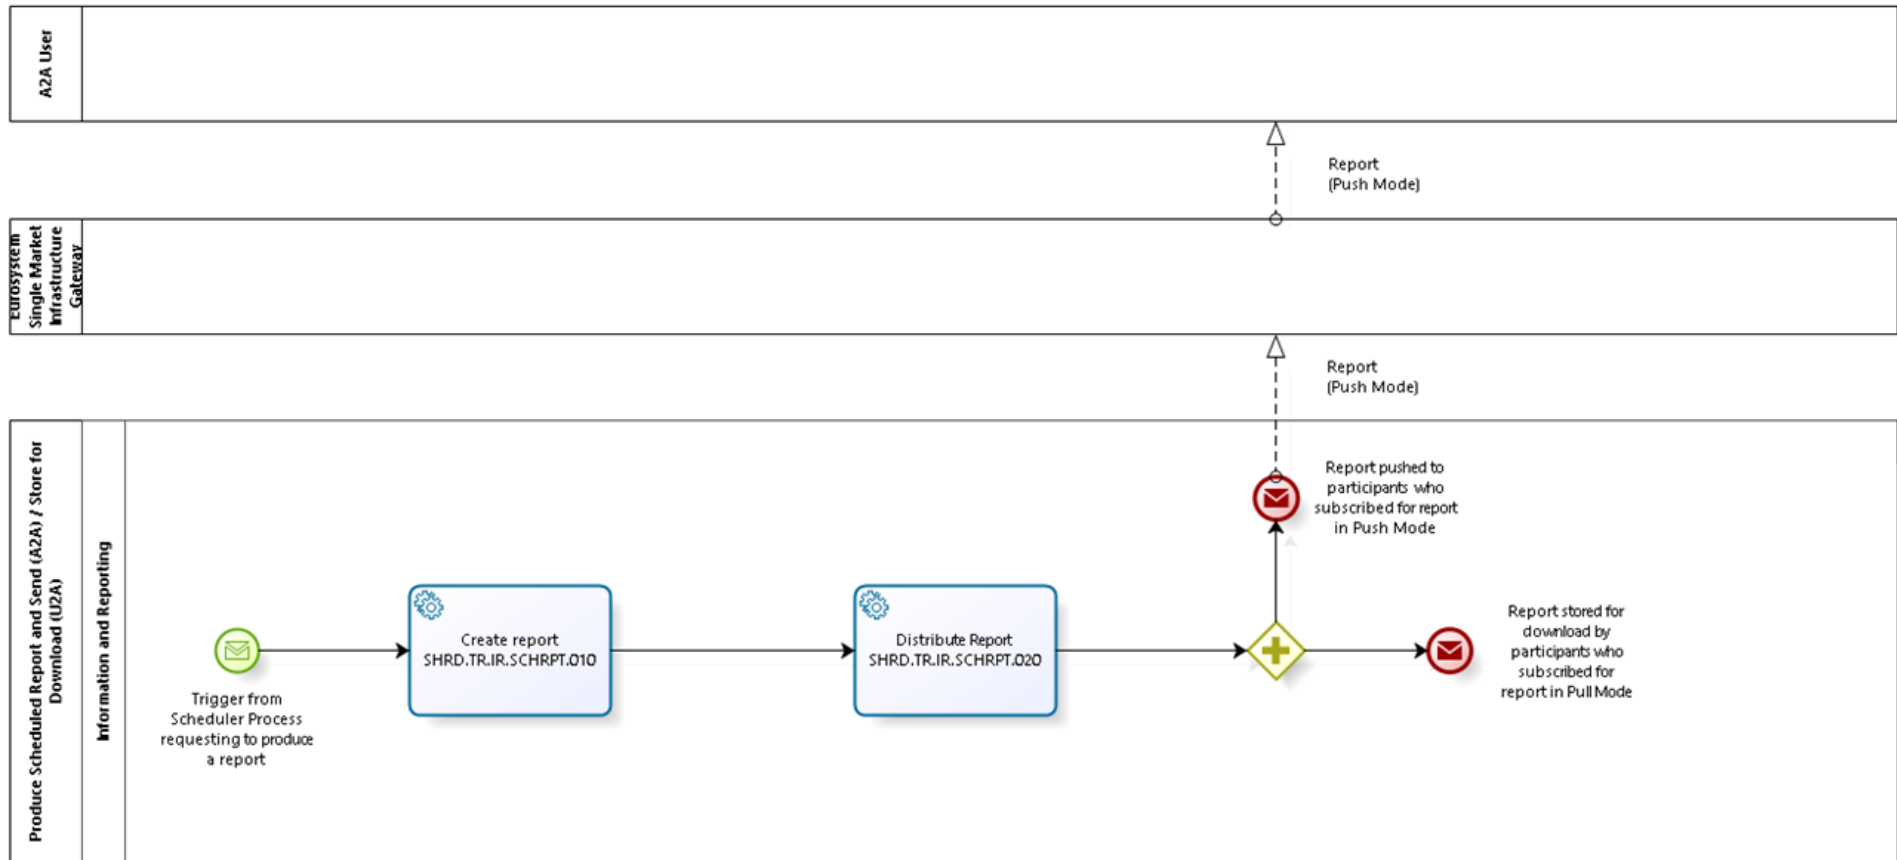 A2A User
Report
(Push Mode)
Eurosystem
Single Market
Infrastructure
Gateway
Report
(Push Mode)
Produce Scheduled Report and Send (A2A) / Store for
Download (U2A)
Information and Reporting
Report pushed to
participants who
subscribed for report
in Push Mode
Create report
SHRD.TR.IR.SCHRPT.010
Distribute Report
SHRD.TR.IR.SCHRPT.020
Trigger from
Scheduler Process
requesting to produce
a report
Report stored for
download by
participants who
subscribed for
report in Pull Mode